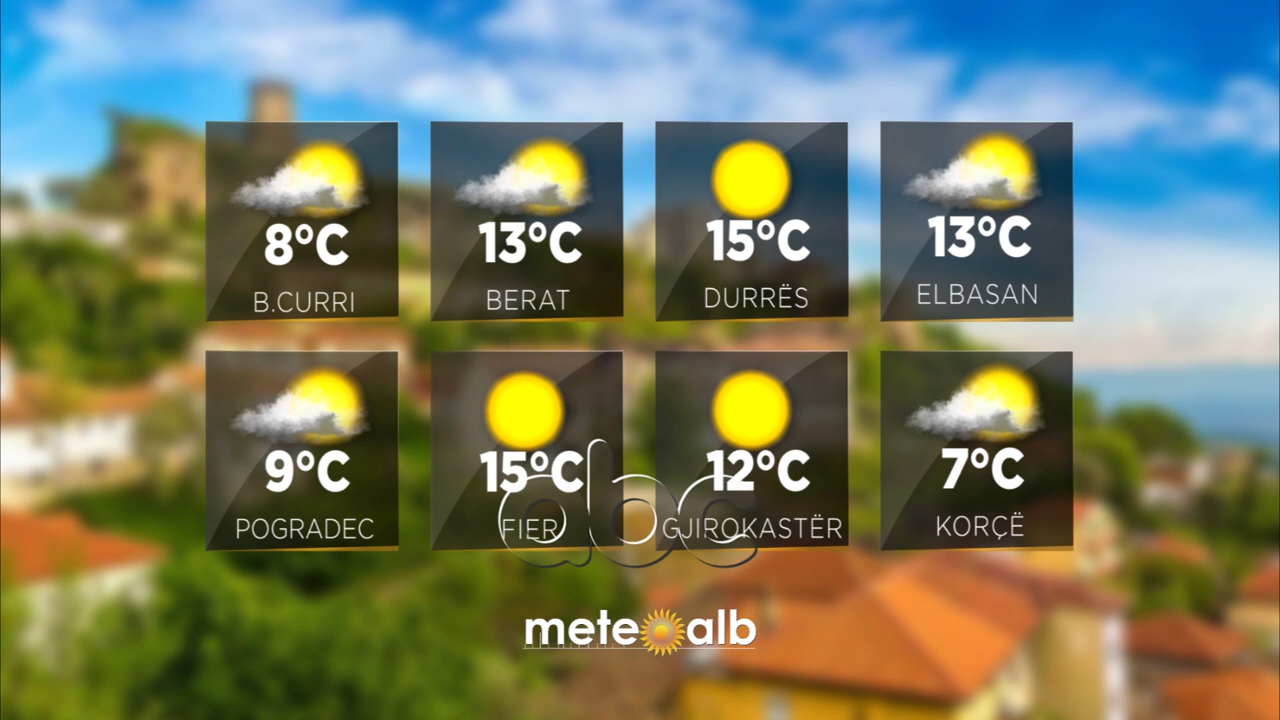 8°C
B.CURRI
13°C
BERAT
15°C
DURRËS
13°C
ELBASAN
9°C
POGRADEC
15°C
FIER
12°C
GJIROKASTËR
7°C
KORÇË
abc
meteoalb